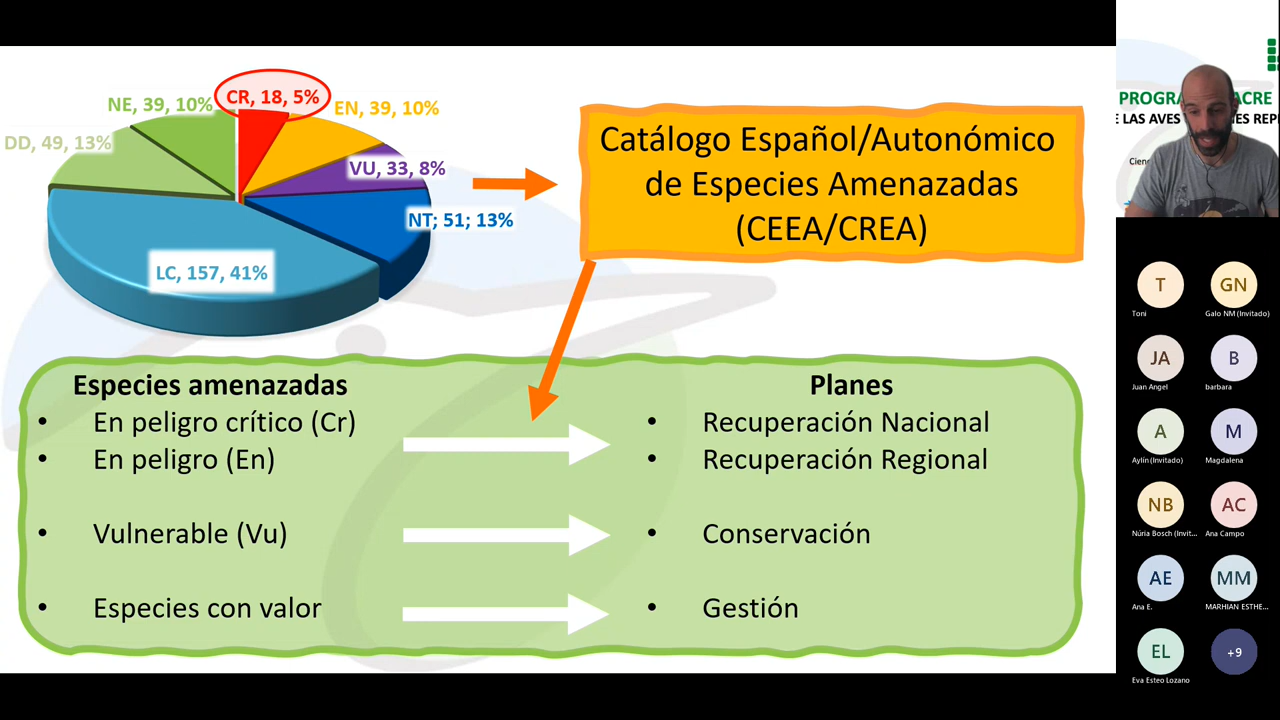 NE, 39, 10%
CR, 18, 5%
EN, 39, 10%
DD, 49, 13%
VU, 33, 8%
NT; 51; 13%
LC, 157, 41%
Catálogo Español/Autonómico
de Especies Amenazadas
(CEEA/CREA)
Especies amenazadas
• En peligro crítico (Cr)
• En peligro (En)
• Vulnerable (Vu)
• Especies con valor
Planes
• Recuperación Nacional
• Recuperación Regional
• Conservación
• Gestión
PROGRA ACRE
E LAS AVES ES REP
Cien
T
Toni
GN
Galo NM (Invitado)
JA
Juan Angel
B
barbara
A
Aylín (Invitado)
M
Magdalena
NB
Núria Bosch (Invit...
AC
Ana Campo
AE
Ana E.
MM
MARHIAN ESTHE...
EL
Eva Esteo Lozano
+9